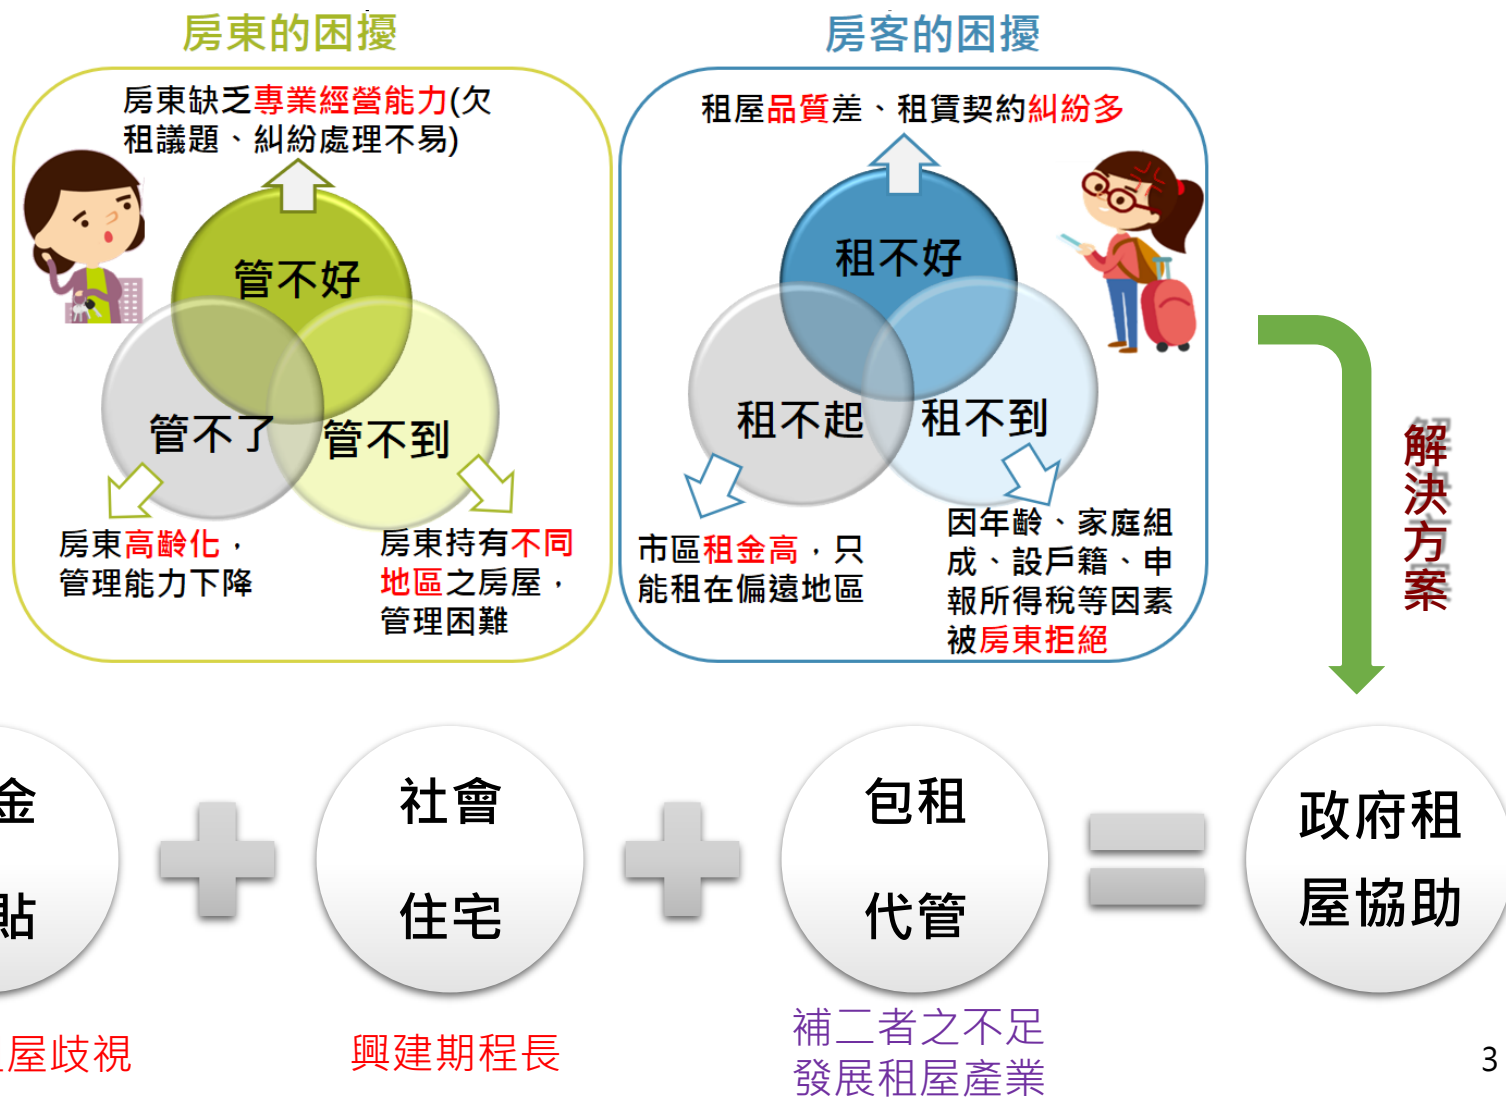 房東的困擾
房東缺乏專業經營能力(欠
租議題、糾紛處理不易)
管不好
管不了
管不到
房東高齡化，
管理能力下降
房東持有不同
地區之房屋，
管理困難
房客的困擾
租屋品質差、租賃契約糾紛多
租不好
租不起
租不到
市區租金高，只
能租在偏遠地區
因年齡、家庭組
成、設戶籍、申
報所得稅等因素
被房東拒絕
解決方案
金
貼
屋歧視
社會
住宅
興建期程長
包租
代管
補二者之不足
發展租屋產業
政府租
屋協助
3